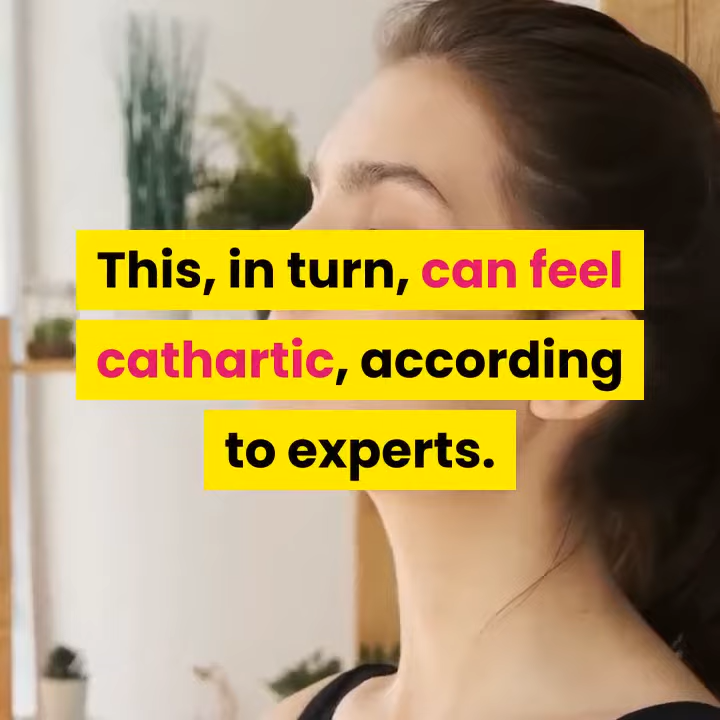 This, in turn, can feel
cathartic, according
to experts.